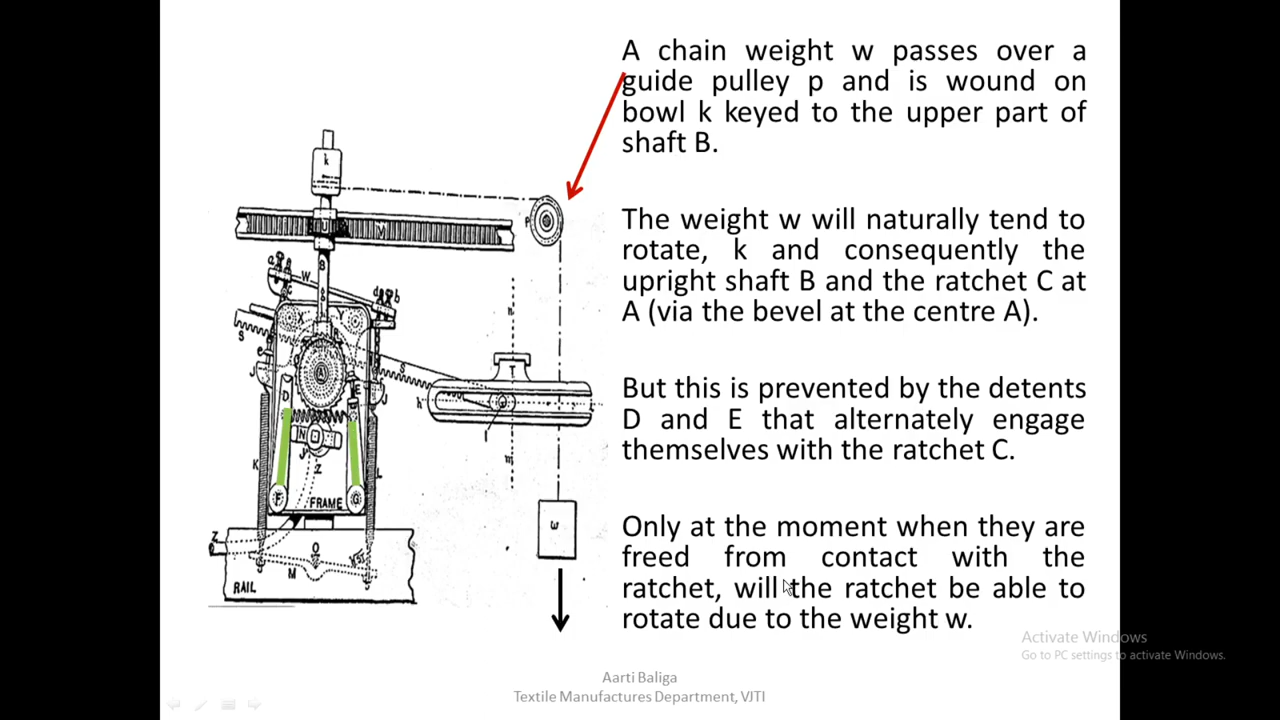 A chain weight w passes over a
guide pulley p and is wound on
bowl k keyed to the upper part of
shaft B.
The weight w will naturally tend to
rotate, k and consequently the
upright shaft B and the ratchet C at
A (via the bevel at the centre A).
But this is prevented by the detents
D and E that alternately engage
themselves with the ratchet C.
Only at the moment when they are
freed from contact with the
ratchet, will the ratchet be able to
rotate due to the weight w.
k
P
U
M
B
a
W
d
b
X
Y
S
R
e
S
A
J
J
D
E
h
T
n
l
m
N
J
Z
K
L
F
G
FRAME
ω
Z
O
M
RAIL
Activate Windows
Go to PC settings to activate Windows.
Aarti Baliga
Textile Manufactures Department, VJTI